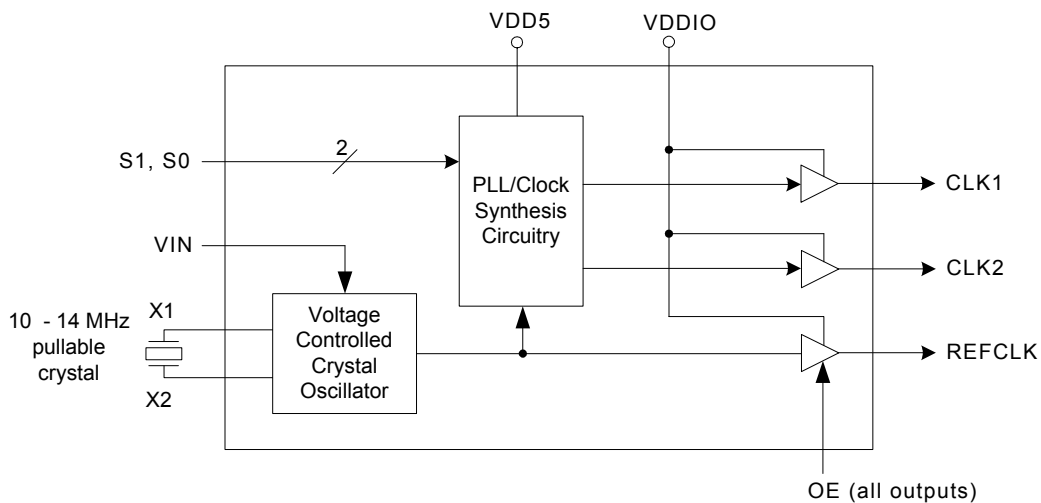 VDD5
VDDIO
S1, S0
2
PLL/Clock
Synthesis
Circuitry
CLK1
VIN
CLK2
10 - 14 MHz
pullable
crystal
X1
X2
Voltage
Controlled
Crystal
Oscillator
REFCLK
OE (all outputs)